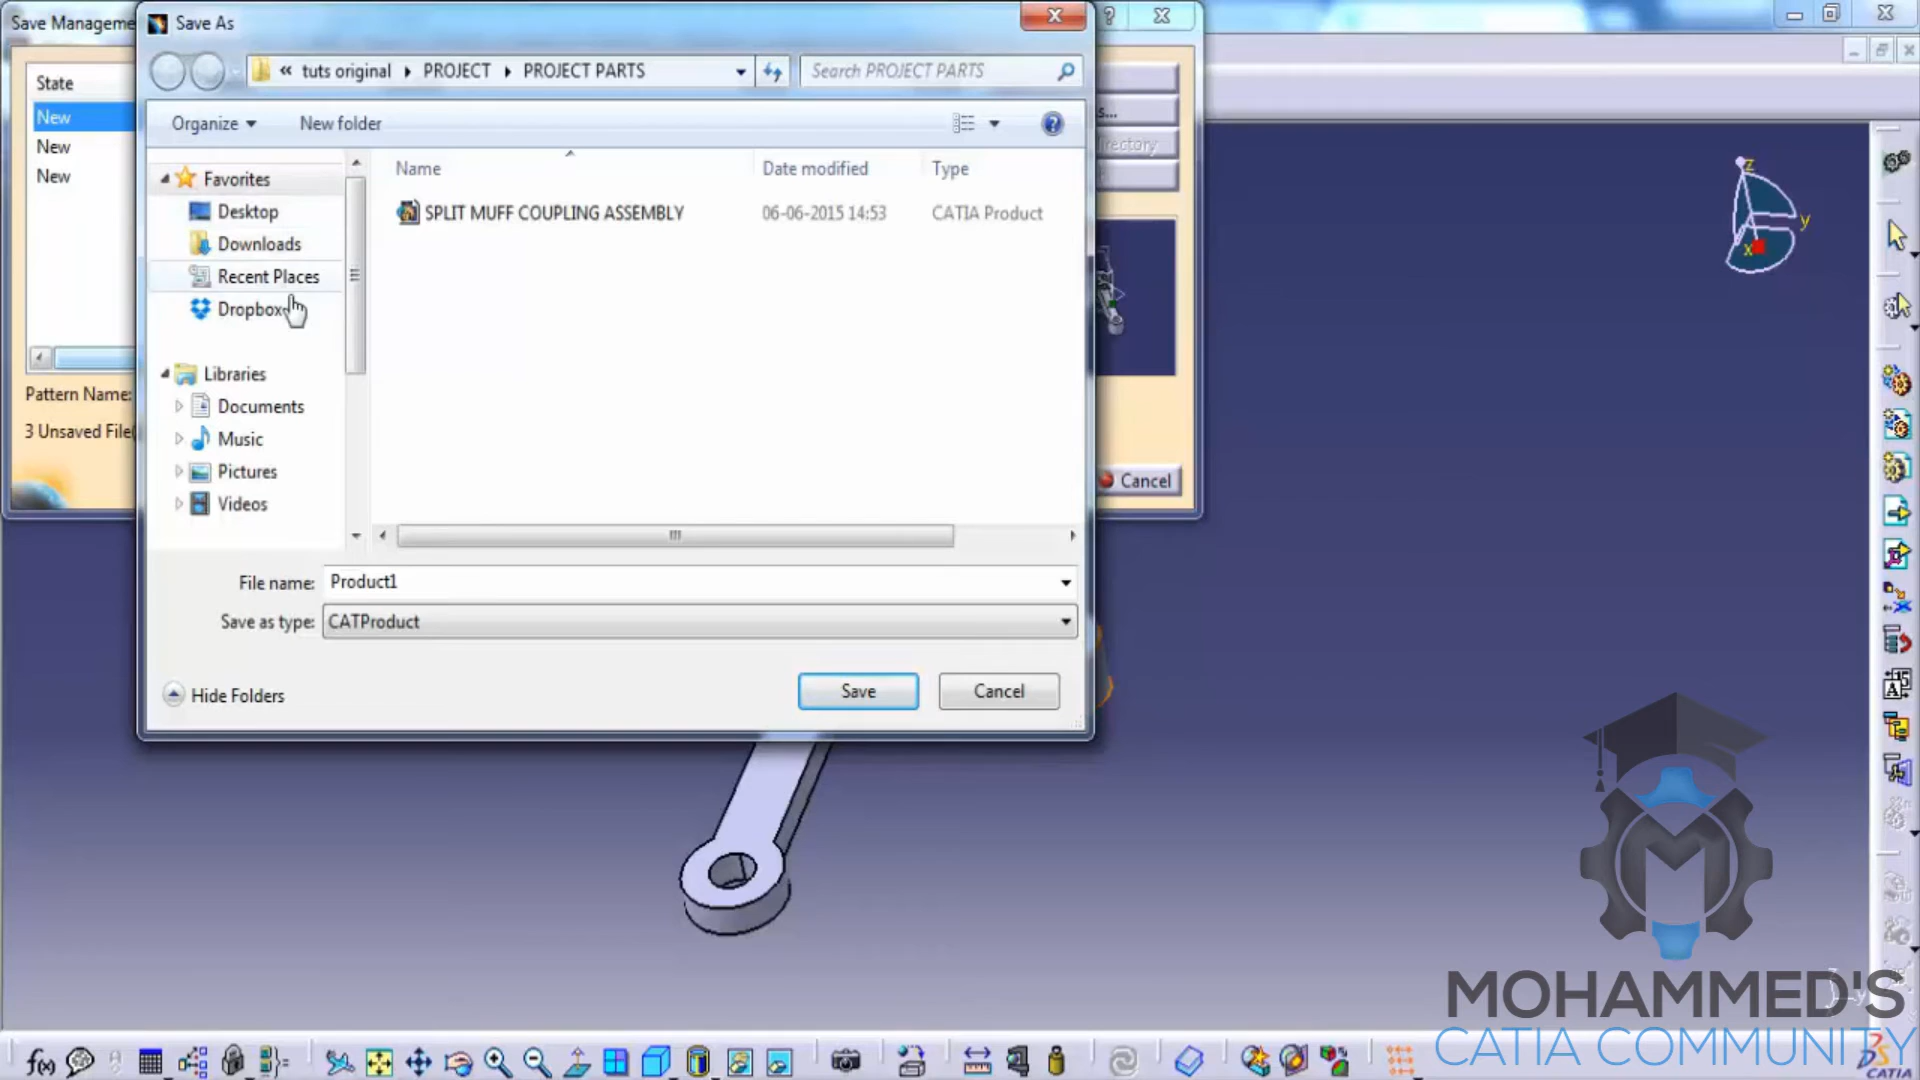 Save Manageme
Save As
tuts original
PROJECT
PROJECT PARTS
Search PROJECT PARTS
Organize
New folder
State
New
New
New
Favorites
Desktop
Downloads
Recent Places
Dropbox
Libraries
Documents
Music
Pictures
Videos
Name
Date modified
Type
SPLIT MUFF COUPLING ASSEMBLY
06-06-2015 14:53
CATIA Product
Pattern Name:
3 Unsaved File(
s...
irectory
Cancel
File name:
Product1
Save as type:
CATProduct
Hide Folders
Save
Cancel
z
y
x
MOHAMMED'S
CATIA COMMUNITY
CATIA